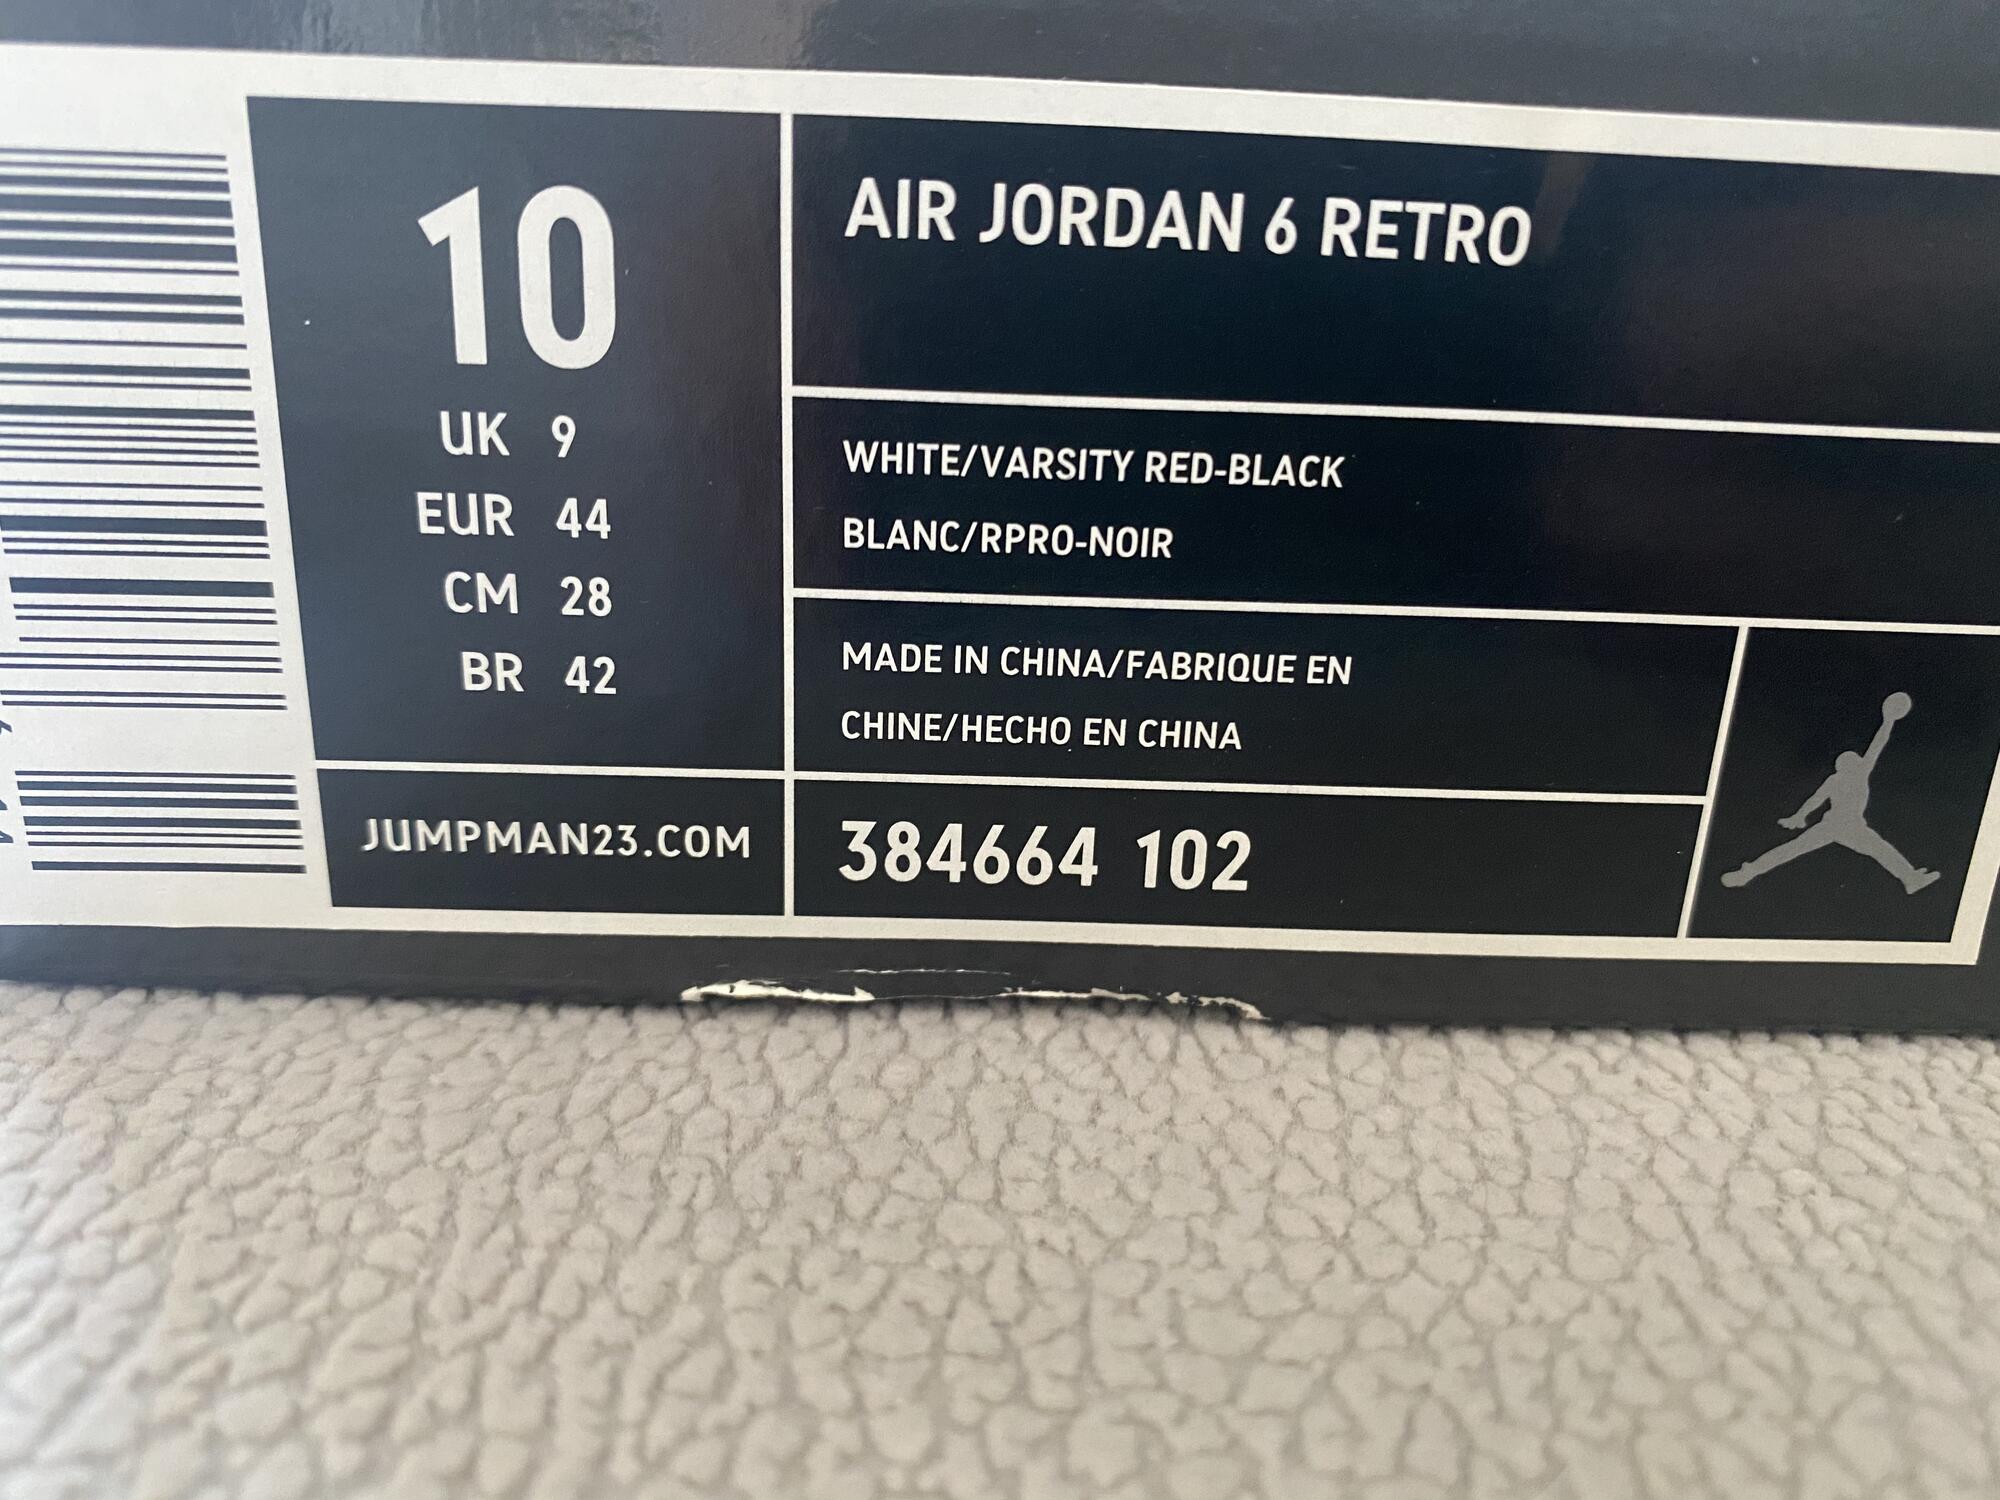 10
UK 9
EUR 44
CM 28
BR 42
JUMPMAN23.COM
AIR JORDAN 6 RETRO
WHITE/VARSITY RED-BLACK
BLANC/RPRO-NOIR
MADE IN CHINA/FABRIQUE EN
CHINE/HECHO EN CHINA
384664 102